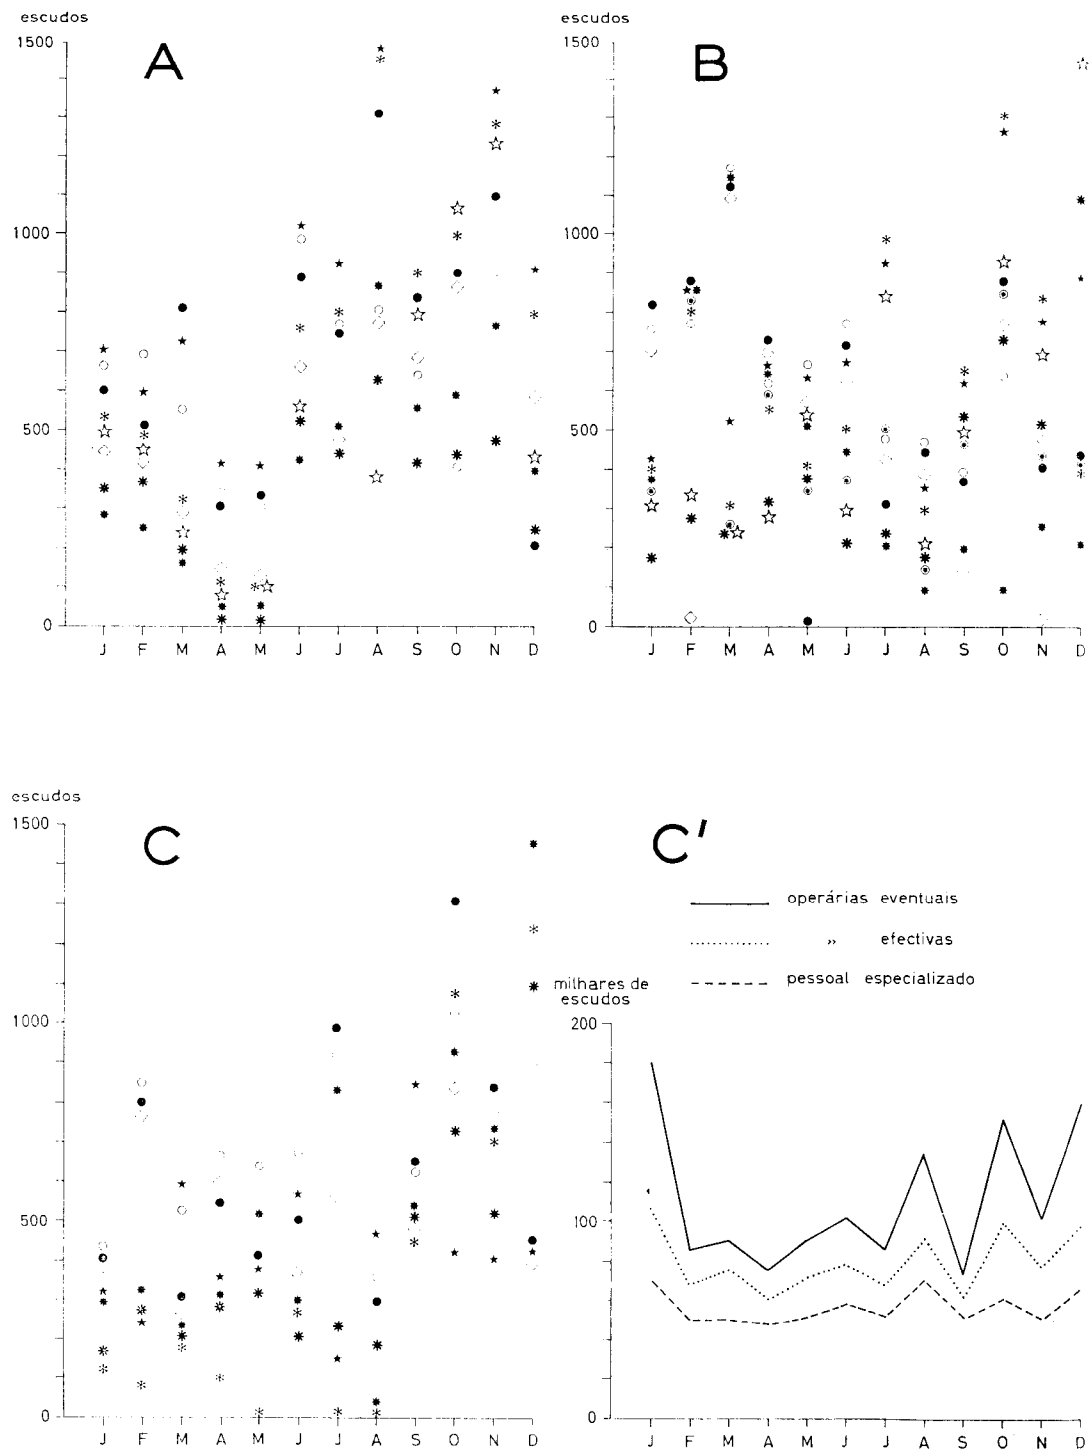 escudos
1500
1000
500
0
A
J F M A M J J A S O N D
escudos
1500
1000
500
0
B
J F M A M J J A S O N D
escudos
1500
1000
500
0
C
J F M A M J J A S O N D
C'
operárias eventuais
" efectivas
pessoal especializado
milhares de
escudos
200
100
0
J F M A M J J A S O N D